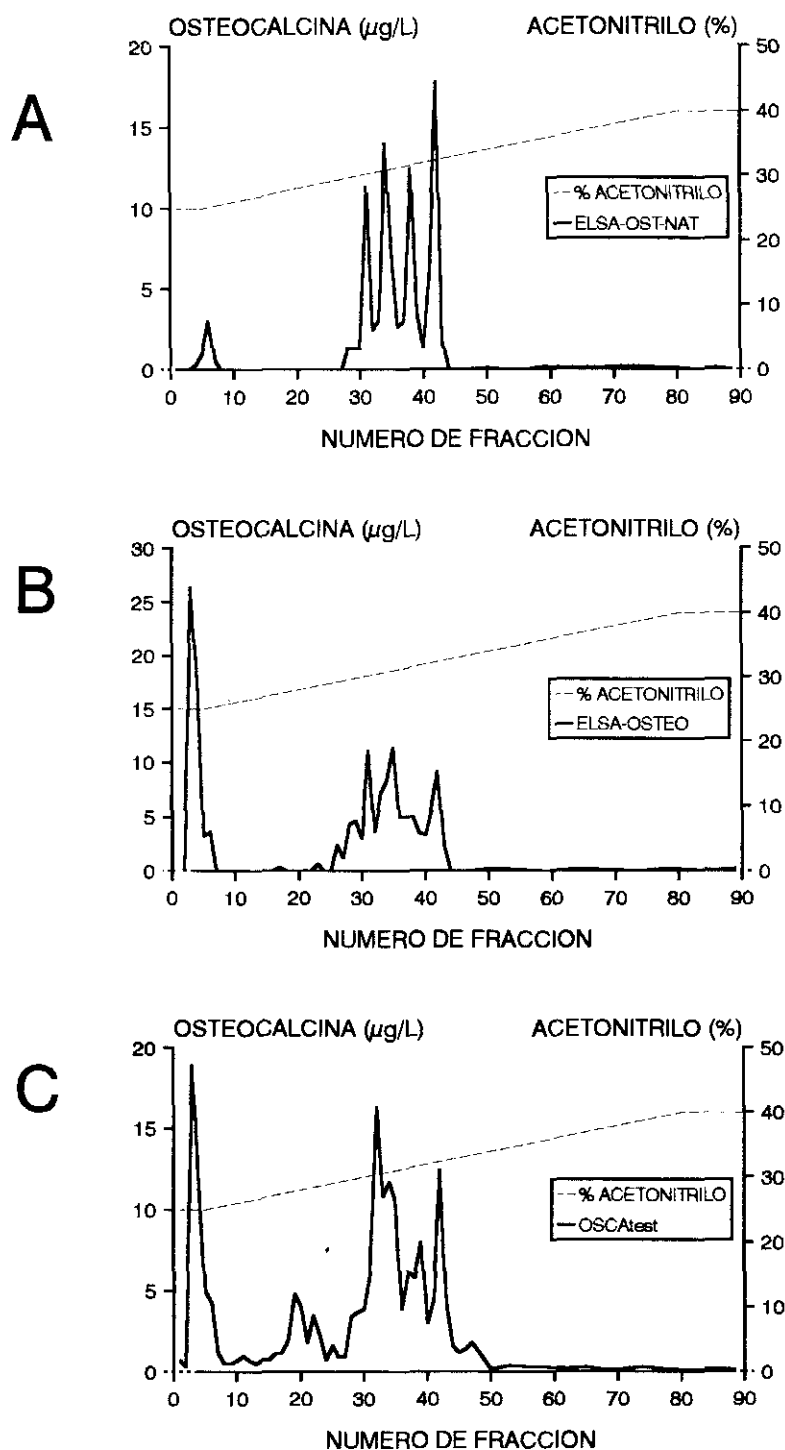 A
OSTEOCALCINA (µg/L) ACETONITRILO (%)
20 50
15 40
10 30
5 20
0 10
0
% ACETONITRILO
ELSA-OST-NAT
0 10 20 30 40 50 60 70 80 90
NUMERO DE FRACCION
B
OSTEOCALCINA (µg/L) ACETONITRILO (%)
30 50
25 40
20 30
15 20
10 10
5 0
0
% ACETONITRILO
ELSA-OSTEO
0 10 20 30 40 50 60 70 80 90
NUMERO DE FRACCION
C
OSTEOCALCINA (µg/L) ACETONITRILO (%)
20 50
15 40
10 30
5 20
0 10
0
% ACETONITRILO
OSCAtest
0 10 20 30 40 50 60 70 80 90
NUMERO DE FRACCION